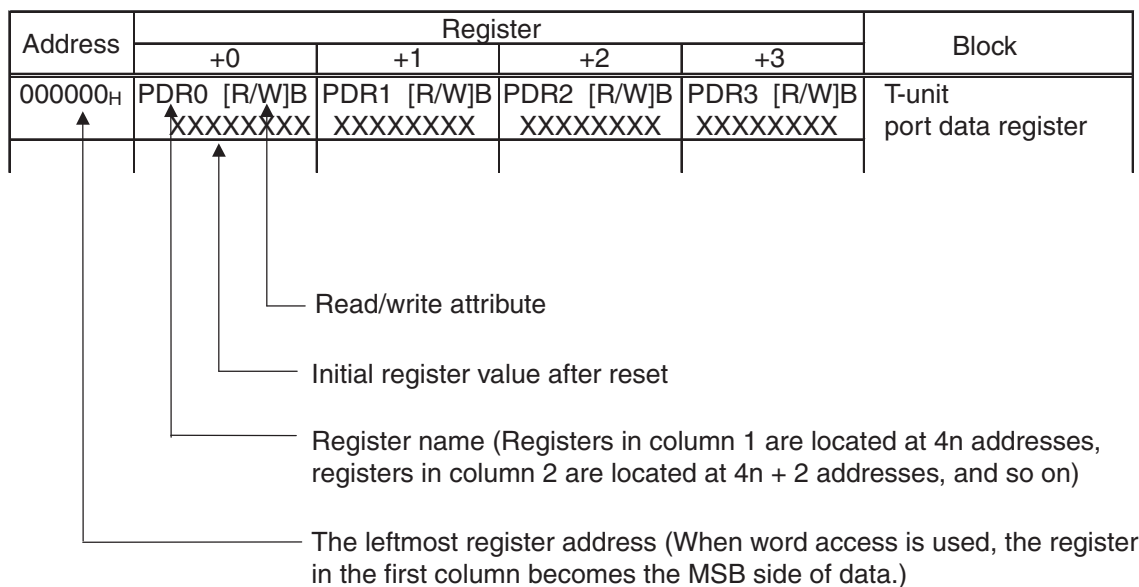 Address Register Block
+0 +1 +2 +3
000000H PDR0 [R/W]B PDR1 [R/W]B PDR2 [R/W]B PDR3 [R/W]B T-unit
XXXXXXXX XXXXXXXX XXXXXXXX XXXXXXXX port data register
Read/write attribute
Initial register value after reset
Register name (Registers in column 1 are located at 4n addresses,
registers in column 2 are located at 4n + 2 addresses, and so on)
The leftmost register address (When word access is used, the register
in the first column becomes the MSB side of data.)